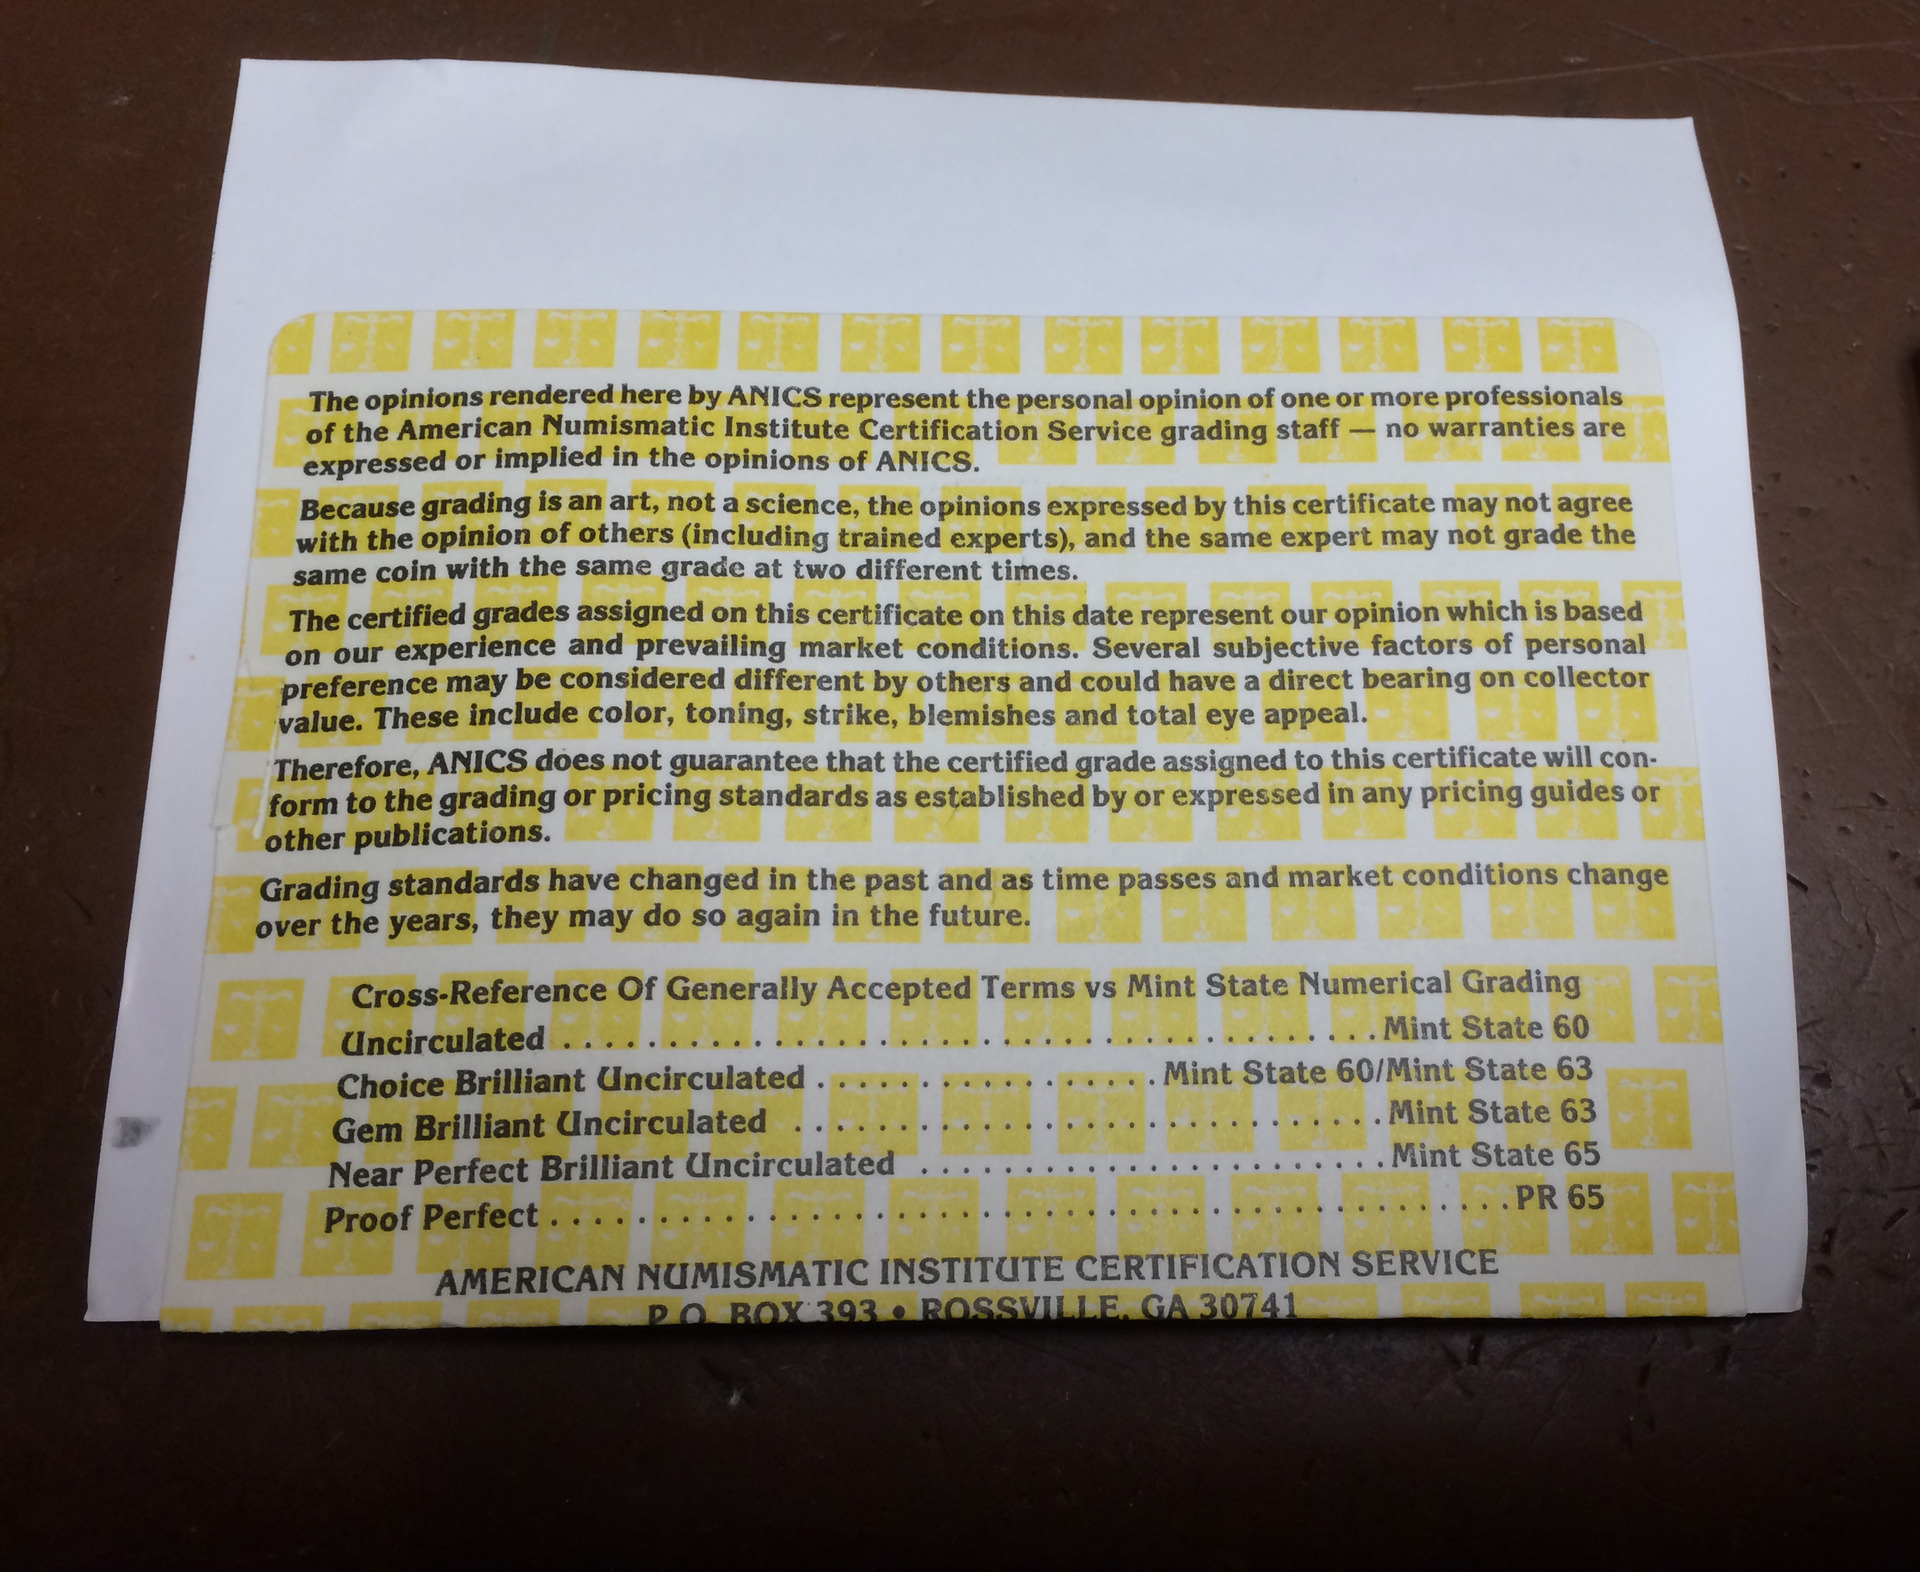 The opinions rendered here by ANICS represent the personal opinion of one or more professionals
of the American Numismatic Institute Certification Service grading staff — no warranties are
expressed or implied in the opinions of ANICS.
Because grading is an art, not a science, the opinions expressed by this certificate may not agree
with the opinion of others (including trained experts), and the same expert may not grade the
same coin with the same grade at two different times.
The certified grades assigned on this certificate on this date represent our opinion which is based
on our experience and prevailing market conditions. Several subjective factors of personal
preference may be considered different by others and could have a direct bearing on collector
value. These include color, toning, strike, blemishes and total eye appeal.
Therefore, ANICS does not guarantee that the certified grade assigned to this certificate will con-
form to the grading or pricing standards as established by or expressed in any pricing guides or
other publications.
Grading standards have changed in the past and as time passes and market conditions change
over the years, they may do so again in the future.
Cross-Reference Of Generally Accepted Terms vs Mint State Numerical Grading
Uncirculated . . . . . . . . . . . . . . . . . . . . . . . . . . . . . . Mint State 60
Choice Brilliant Uncirculated . . . . . . . . . . . . . . . . Mint State 60/Mint State 63
Gem Brilliant Uncirculated . . . . . . . . . . . . . . . . . . . . . . Mint State 63
Near Perfect Brilliant Uncirculated . . . . . . . . . . . . . . . . . . Mint State 65
Proof Perfect . . . . . . . . . . . . . . . . . . . . . . . . . . . . . . . . . . . PR 65
AMERICAN NUMISMATIC INSTITUTE CERTIFICATION SERVICE
P.O. BOX 393 • ROSSVILLE, GA 30741